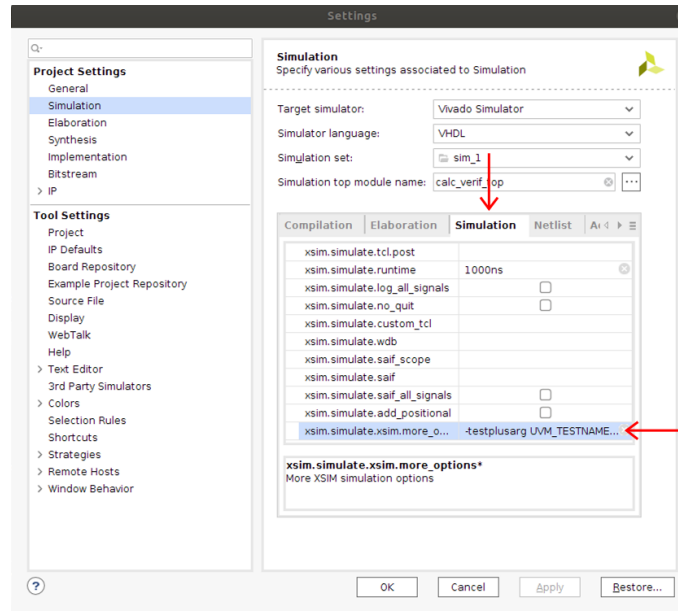 Settings
Q-
Project Settings
General
Simulation
Elaboration
Synthesis
Implementation
Bitstream
> IP
Tool Settings
Project
IP Defaults
Board Repository
Example Project Repository
Source File
Display
WebTalk
Help
> Text Editor
3rd Party Simulators
> Colors
Selection Rules
Shortcuts
> Strategies
> Remote Hosts
> Window Behavior
Simulation
Specify various settings associated to Simulation
Target simulator: Vivado Simulator
Simulator language: VHDL
Simulation set: sim_1
Simulation top module name: calc_verif_top
Compilation Elaboration Simulation Netlist
xsim.simulate.tcl.post
xsim.simulate.runtime 1000ns
xsim.simulate.log_all_signals
xsim.simulate.no_quit
xsim.simulate.custom_tcl
xsim.simulate.wdb
xsim.simulate.saif_scope
xsim.simulate.saif
xsim.simulate.saif_all_signals
xsim.simulate.add_positional
xsim.simulate.xsim.more_o... -testplusarg UVM_TESTNAME...
xsim.simulate.xsim.more_options*
More XSIM simulation options
? OK Cancel Apply Restore...